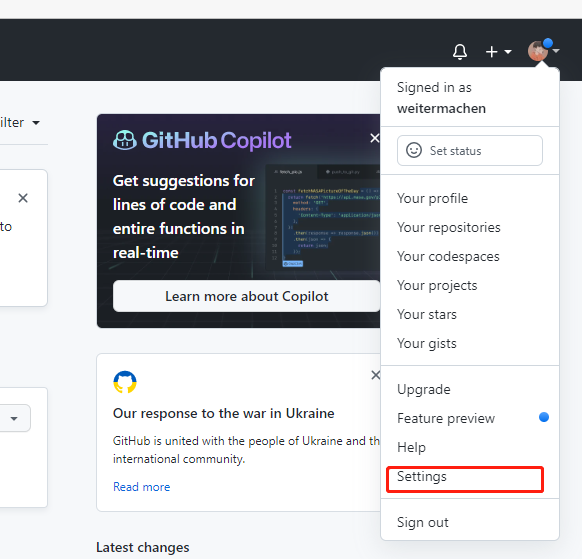 Signed in as
weitermachen
ilter
GitHub Copilot
Set status
Get suggestions for
lines of code and
entire functions in
real-time
to
Your profile
Your repositories
Your codespaces
Your projects
Your stars
Your gists
Learn more about Copilot
Our response to the war in Ukraine
GitHub is united with the people of Ukraine and th
international community.
Read more
Upgrade
Feature preview
Help
Settings
Sign out
Latest changes